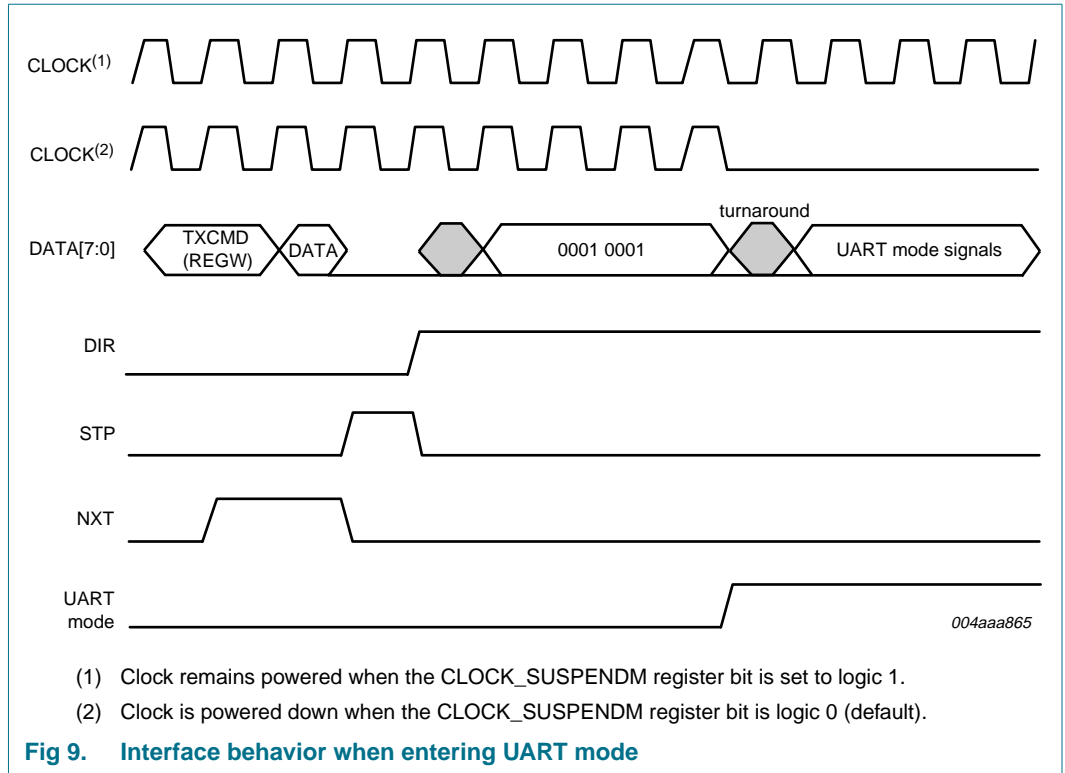 CLOCK(1)
CLOCK(2)
turnaround
DATA[7:0]
TXCMD
(REGW)
DATA
0001 0001
UART mode signals
DIR
STP
NXT
UART
mode
004aaa865
(1) Clock remains powered when the CLOCK_SUSPENDM register bit is set to logic 1.
(2) Clock is powered down when the CLOCK_SUSPENDM register bit is logic 0 (default).
Fig 9. Interface behavior when entering UART mode